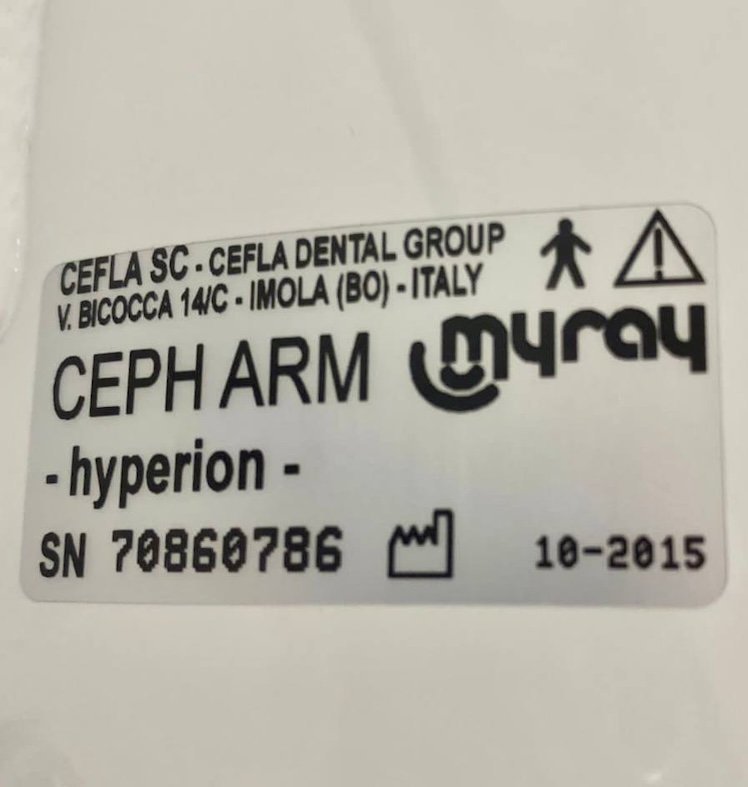 CEFLA SC - CEFLA DENTAL GROUP
V. BICOCCA 14/C - IMOLA (BO) - ITALY
CEPH ARM myray
- hyperion -
SN 70860786 10-2015